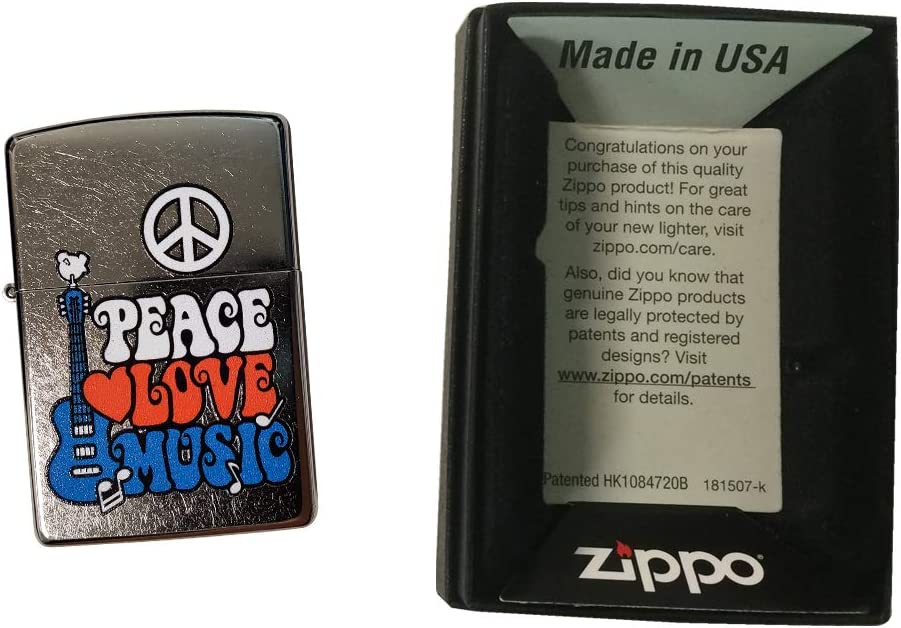 PEACE
LOVE
MUSIC
Made in USA
Congratulations on your
purchase of this quality
Zippo product! For great
tips and hints on the care
of your new lighter, visit
zippo.com/care.
Also, did you know that
genuine Zippo products
are legally protected by
patents and registered
designs? Visit
www.zippo.com/patents
for details.
Patented HK1084720B 181507-k
zippo®